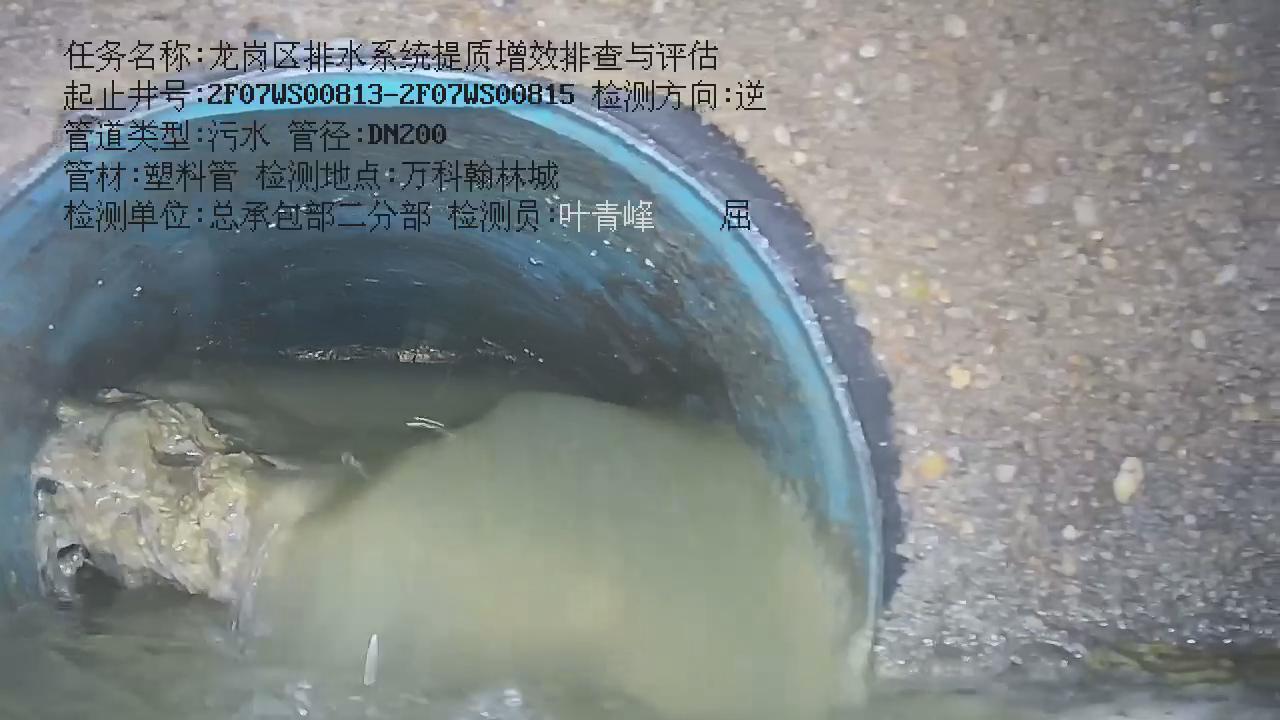 任务名称:龙岗区排水系统提质增效排查与评估
起止井号:2F07WS00813-2F07WS00815 检测方向:逆
管道类型:污水 管径:DN200
管材:塑料管 检测地点:万科翰林城
检测单位:总承包部二分部 检测员:叶青峰 屈